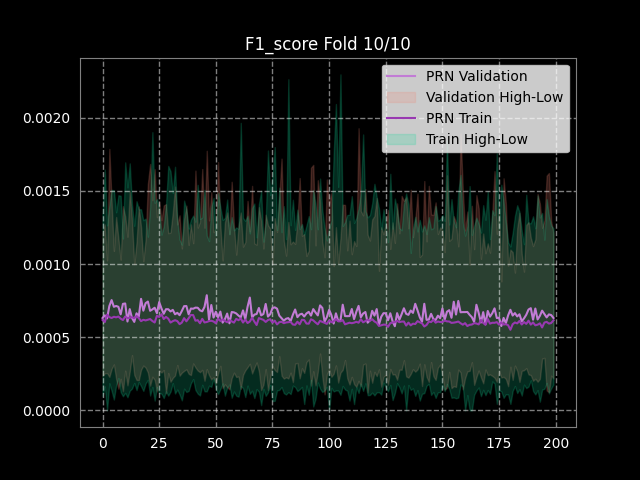 F1_score Fold 10/10
PRN Validation
Validation High-Low
PRN Train
Train High-Low
0.0020
0.0015
0.0010
0.0005
0.0000
0 25 50 75 100 125 150 175 200